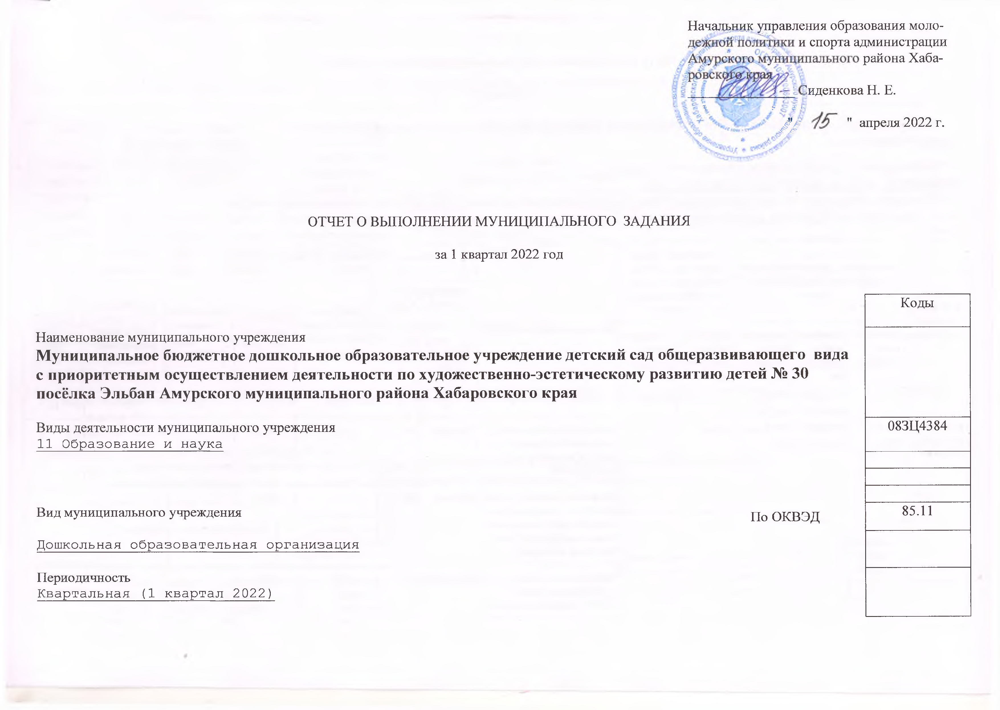 Начальник управления образования моло-
дежной политики и спорта администрации
Амурского муниципального района Хаба-
ровского края
Сиденкова Н. Е.
" 15 " апреля 2022 г.
ОТЧЕТ О ВЫПОЛНЕНИИ МУНИЦИПАЛЬНОГО ЗАДАНИЯ
за 1 квартал 2022 год
Коды
Наименование муниципального учреждения
Муниципальное бюджетное дошкольное образовательное учреждение детский сад общеразвивающего вида
с приоритетным осуществлением деятельности по художественно-эстетическому развитию детей № 30
посёлка Эльбан Амурского муниципального района Хабаровского края
Виды деятельности муниципального учреждения
083Ц4384
11 Образование и наука
Вид муниципального учреждения
По ОКВЭД
85.11
Дошкольная образовательная организация
Периодичность
Квартальная (1 квартал 2022)